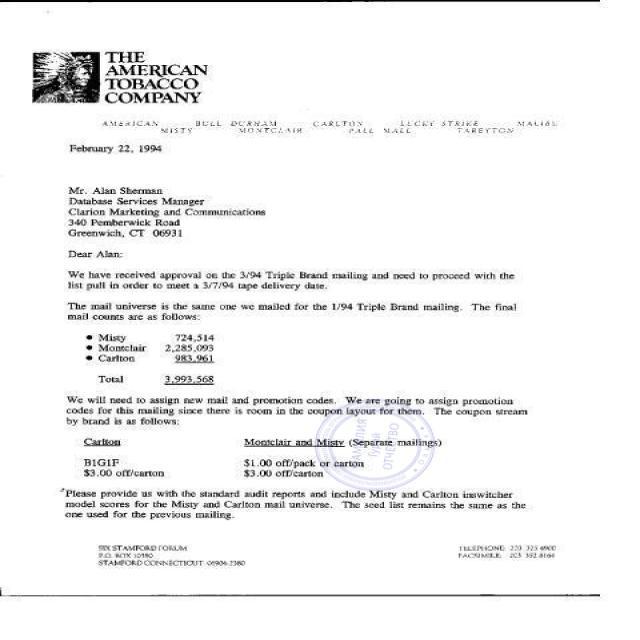 THE
AMERICAN
TOBACCO
COMPANY
AMERICAN BULL DURHAM CARLTON LUCKY STRIKE MALIBU
MISTY MONTCLAIR PALL MALL TAREYTON
February 22, 1994
Mr. Alan Sherman
Database Services Manager
Clarion Marketing and Communications
340 Pemberwick Road
Greenwich, CT 06931
Dear Alan:
We have received approval on the 3/94 Triple Brand mailing and need to proceed with the
list pull in order to meet a 3/7/94 tape delivery date.
The mail universe is the same one we mailed for the 1/94 Triple Brand mailing. The final
mail counts are as follows:
• Misty 724,514
• Montclair 2,285,093
• Carlton 983,961
Total 3,993,568
We will need to assign new mail and promotion codes. We are going to assign promotion
codes for this mailing since there is room in the coupon layout for them. The coupon stream
by brand is as follows:
Carlton Montclair and Misty (Separate mailings)
B1G1F $1.00 off/pack or carton
$3.00 off/carton $3.00 off/carton
ФАМИЛИЯ
ОТЧЕСТВО
Please provide us with the standard audit reports and include Misty and Carlton inswitcher
model scores for the Misty and Carlton mail universe. The seed list remains the same as the
one used for the previous mailing.
SIX STAMFORD FORUM TELEPHONE: 203 325-4900
P.O. BOX 10380 FACSIMILE: 203
STAMFORD CONNECTICUT 06904-2380